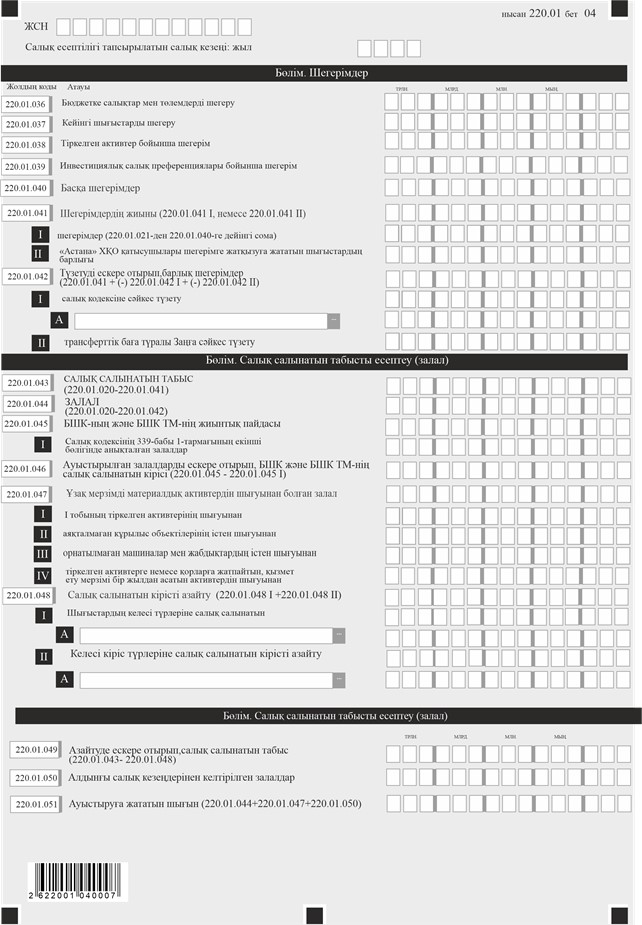 нысан 220.01 бет 04
ЖСН
Салық есептілігі тапсырылатын салық кезеңі: жыл
Бөлім. Шегерімдер
Жолдың коды Атауы ТРЛН МЛРД МЛН МЫҢ
220.01.036 Бюджетке салықтар мен төлемдерді шегеру
220.01.037 Кейінгі шығыстарды шегеру
220.01.038 Тіркелген активтер бойынша шегерім
220.01.039 Инвестициялық салық преференциялары бойынша шегерім
220.01.040 Басқа шегерімдер
220.01.041 Шегерімдердің жиыны (220.01.041 I, немесе 220.01.041 II)
I шегерімдер (220.01.021-ден 220.01.040-ге дейінгі сома)
II «Астана» ХҚО қатысушылары шегерімге жатқызуға жататын шығыстардың
барлығы
220.01.042 Түзетуді ескере отырып,барлық шегерімдер
(220.01.041 + (-) 220.01.042 I + (-) 220.01.042 II)
I салық кодексіне сәйкес түзету
A
II трансферттік баға туралы Заңға сәйкес түзету
Бөлім. Салық салынатын табысты есептеу (залал)
220.01.043 САЛЫҚ САЛЫНАТЫН ТАБЫС
(220.01.020-220.01.041)
220.01.044 ЗАЛАЛ
(220.01.020-220.01.042)
220.01.045 БШК-ның және БШК ТМ-нің жиынтық пайдасы
I Салық кодексінің 339-бабы 1-тармағының екінші
бөлігінде анықталған залалдар
220.01.046 Ауыстырылған залалдарды ескере отырып, БШК және БШК ТМ-нің
салық салынатын кірісі (220.01.045 - 220.01.045 I)
220.01.047 Ұзақ мерзімді материалдық активтердің шығуынан болған залал
I I тобының тіркелген активтерінің шығуынан
II аяқталмаған құрылыс объектілерінің істен шығуынан
III орнатылмаған машиналар мен жабдықтардың істен шығуынан
IV тіркелген активтерге немесе қорларға жатпайтын, қызмет
ету мерзімі бір жылдан асатын активтердің шығуынан
220.01.048 Салық салынатын кірісті азайту (220.01.048 I +220.01.048 II)
I Шығыстардың келесі түрлеріне салық салынатын
A
II Келесі кіріс түрлеріне салық салынатын кірісті азайту
A
Бөлім. Салық салынатын табысты есептеу (залал)
ТРЛН МЛРД МЛН МЫҢ
220.01.049 Азайтуде ескере отырып,салық салынатын табыс
(220.01.043- 220.01.048)
220.01.050 Алдынғы салық кезеңдерінен келтірілген залалдар
220.01.051 Ауыстыруға жататын шығын (220.01.044+220.01.047+220.01.050)
2 622001 040007